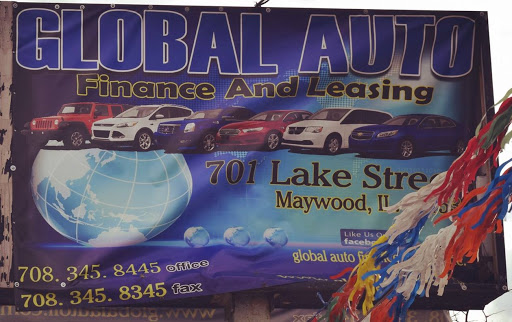 GLOBAL AUTO
Finance And Leasing
701 Lake Stre
Maywood, IL
Like Us On
facebook
global auto fi
708. 345. 8445 office
708. 345. 8345 fax